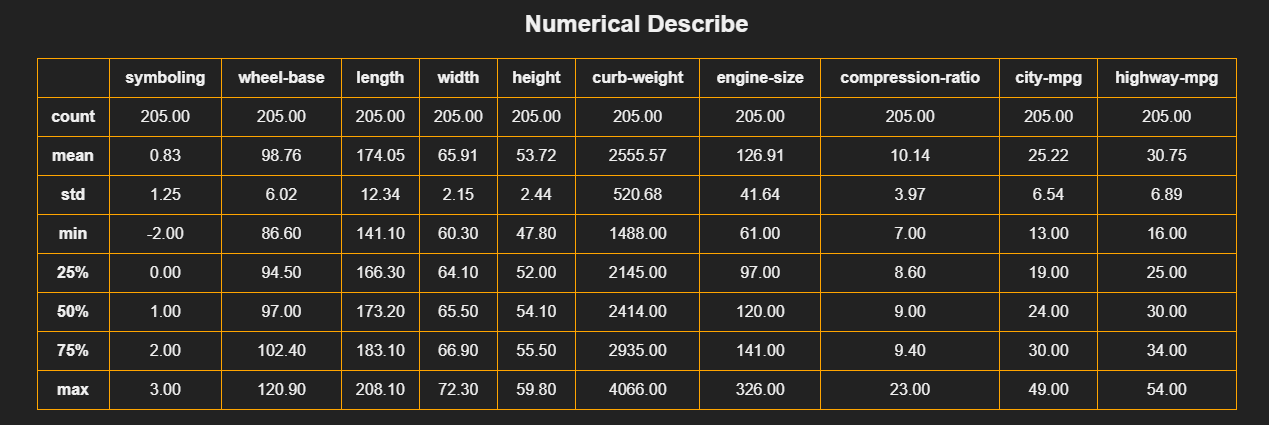 Numerical Describe
symboling wheel-base length width height curb-weight engine-size compression-ratio city-mpg highway-mpg
count 205.00 205.00 205.00 205.00 205.00 205.00 205.00 205.00 205.00 205.00
mean 0.83 98.76 174.05 65.91 53.72 2555.57 126.91 10.14 25.22 30.75
std 1.25 6.02 12.34 2.15 2.44 520.68 41.64 3.97 6.54 6.89
min -2.00 86.60 141.10 60.30 47.80 1488.00 61.00 7.00 13.00 16.00
25% 0.00 94.50 166.30 64.10 52.00 2145.00 97.00 8.60 19.00 25.00
50% 1.00 97.00 173.20 65.50 54.10 2414.00 120.00 9.00 24.00 30.00
75% 2.00 102.40 183.10 66.90 55.50 2935.00 141.00 9.40 30.00 34.00
max 3.00 120.90 208.10 72.30 59.80 4066.00 326.00 23.00 49.00 54.00